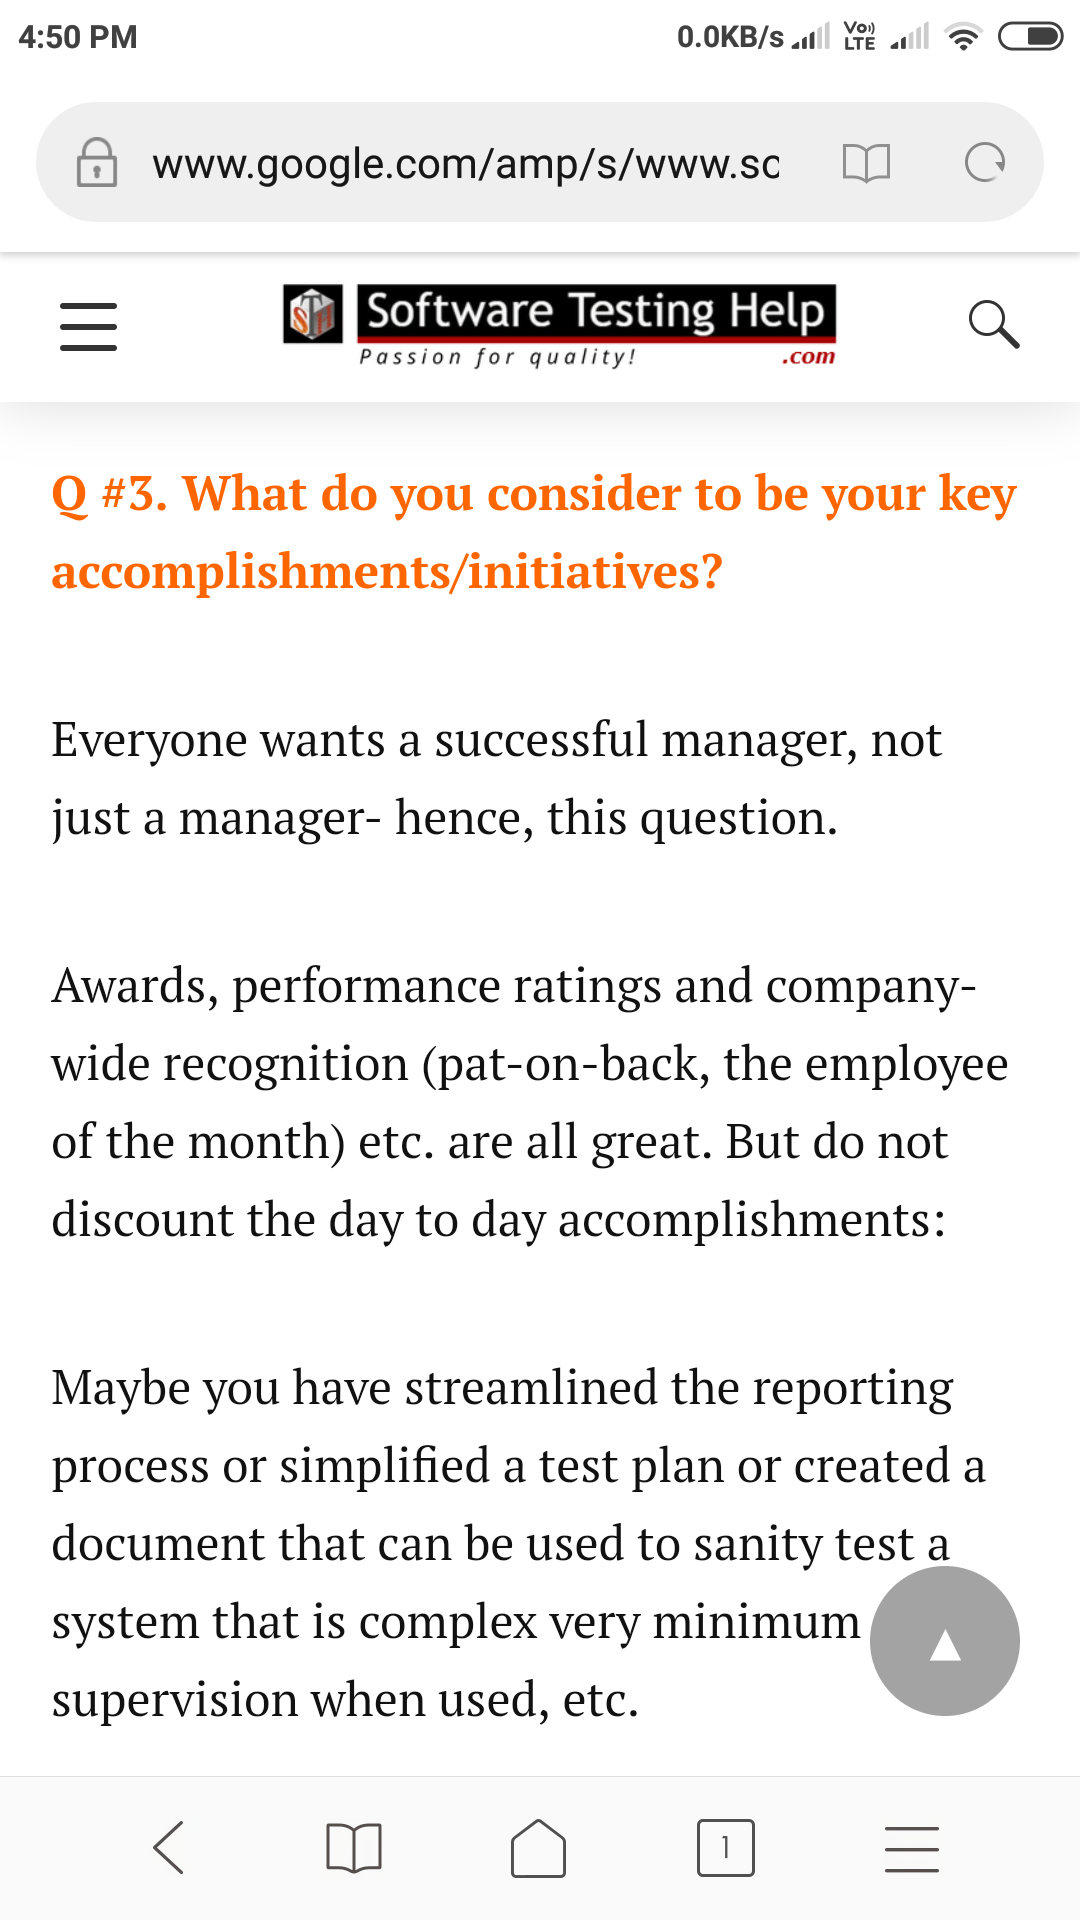 4:50 PM 0.0KB/s Vo)) LTE
www.google.com/amp/s/www.so
STH Software Testing Help
Passion for quality! .com
Q #3. What do you consider to be your key
accomplishments/initiatives?
Everyone wants a successful manager, not
just a manager- hence, this question.
Awards, performance ratings and company-
wide recognition (pat-on-back, the employee
of the month) etc. are all great. But do not
discount the day to day accomplishments:
Maybe you have streamlined the reporting
process or simplified a test plan or created a
document that can be used to sanity test a
system that is complex very minimum
supervision when used, etc.
1